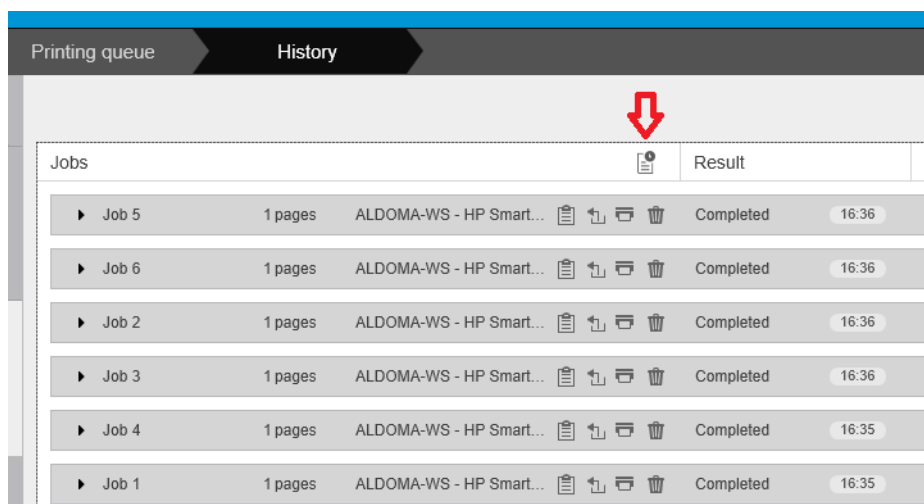 Printing queue History
Jobs Result
Job 5 1 pages ALDOMA-WS - HP Smart... Completed 16:36
Job 6 1 pages ALDOMA-WS - HP Smart... Completed 16:36
Job 2 1 pages ALDOMA-WS - HP Smart... Completed 16:36
Job 3 1 pages ALDOMA-WS - HP Smart... Completed 16:36
Job 4 1 pages ALDOMA-WS - HP Smart... Completed 16:35
Job 1 1 pages ALDOMA-WS - HP Smart... Completed 16:35